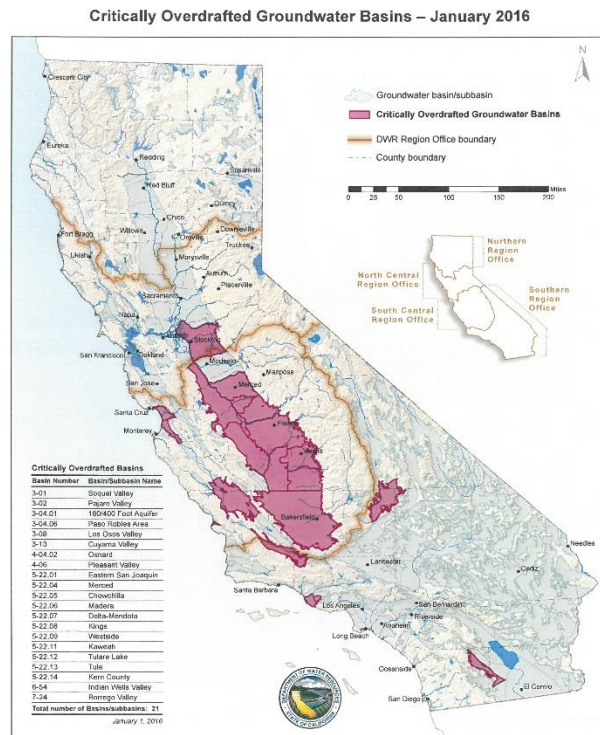 Critically Overdrafted Groundwater Basins – January 2016
N
Groundwater basin/subbasin
Critically Overdrafted Groundwater Basins
DWR Region Office boundary
County boundary
Miles
0 25 50 100 150 200
Northern
Region
Office
North Central
Region Office
Southern
Region
Office
South Central
Region Office
Crescent City
Eureka
Redding
Susanville
Red Bluff
Quincy
Chico
Fort Bragg
Willows
Oroville
Downieville
Truckee
Ukiah
Marysville
Auburn
Placerville
Sacramento
Napa
Antioch
Stockton
San Francisco
Oakland
Modesto
San Jose
Mariposa
Merced
Santa Cruz
Fresno
Monterey
Visalia
Bakersfield
Needles
Lancaster
Cadiz
Santa Barbara
San Bernardino
Los Angeles
Riverside
Anaheim
Long Beach
Oceanside
El Centro
San Diego
Critically Overdrafted Basins
Basin Number Basin/Subbasin Name
3-01 Soquel Valley
3-02 Pajaro Valley
3-04.01 180/400 Foot Aquifer
3-04.06 Paso Robles Area
3-08 Los Osos Valley
3-13 Cuyama Valley
4-04.02 Oxnard
4-06 Pleasant Valley
5-22.01 Eastern San Joaquin
5-22.04 Merced
5-22.05 Chowchilla
5-22.06 Madera
5-22.07 Delta-Mendota
5-22.08 Kings
5-22.09 Westside
5-22.11 Kaweah
5-22.12 Tulare Lake
5-22.13 Tule
5-22.14 Kern County
6-54 Indian Wells Valley
7-24 Borrego Valley
Total number of Basins/subbasins: 21
January 1, 2016
DEPARTMENT OF WATER RESOURCES
STATE OF CALIFORNIA